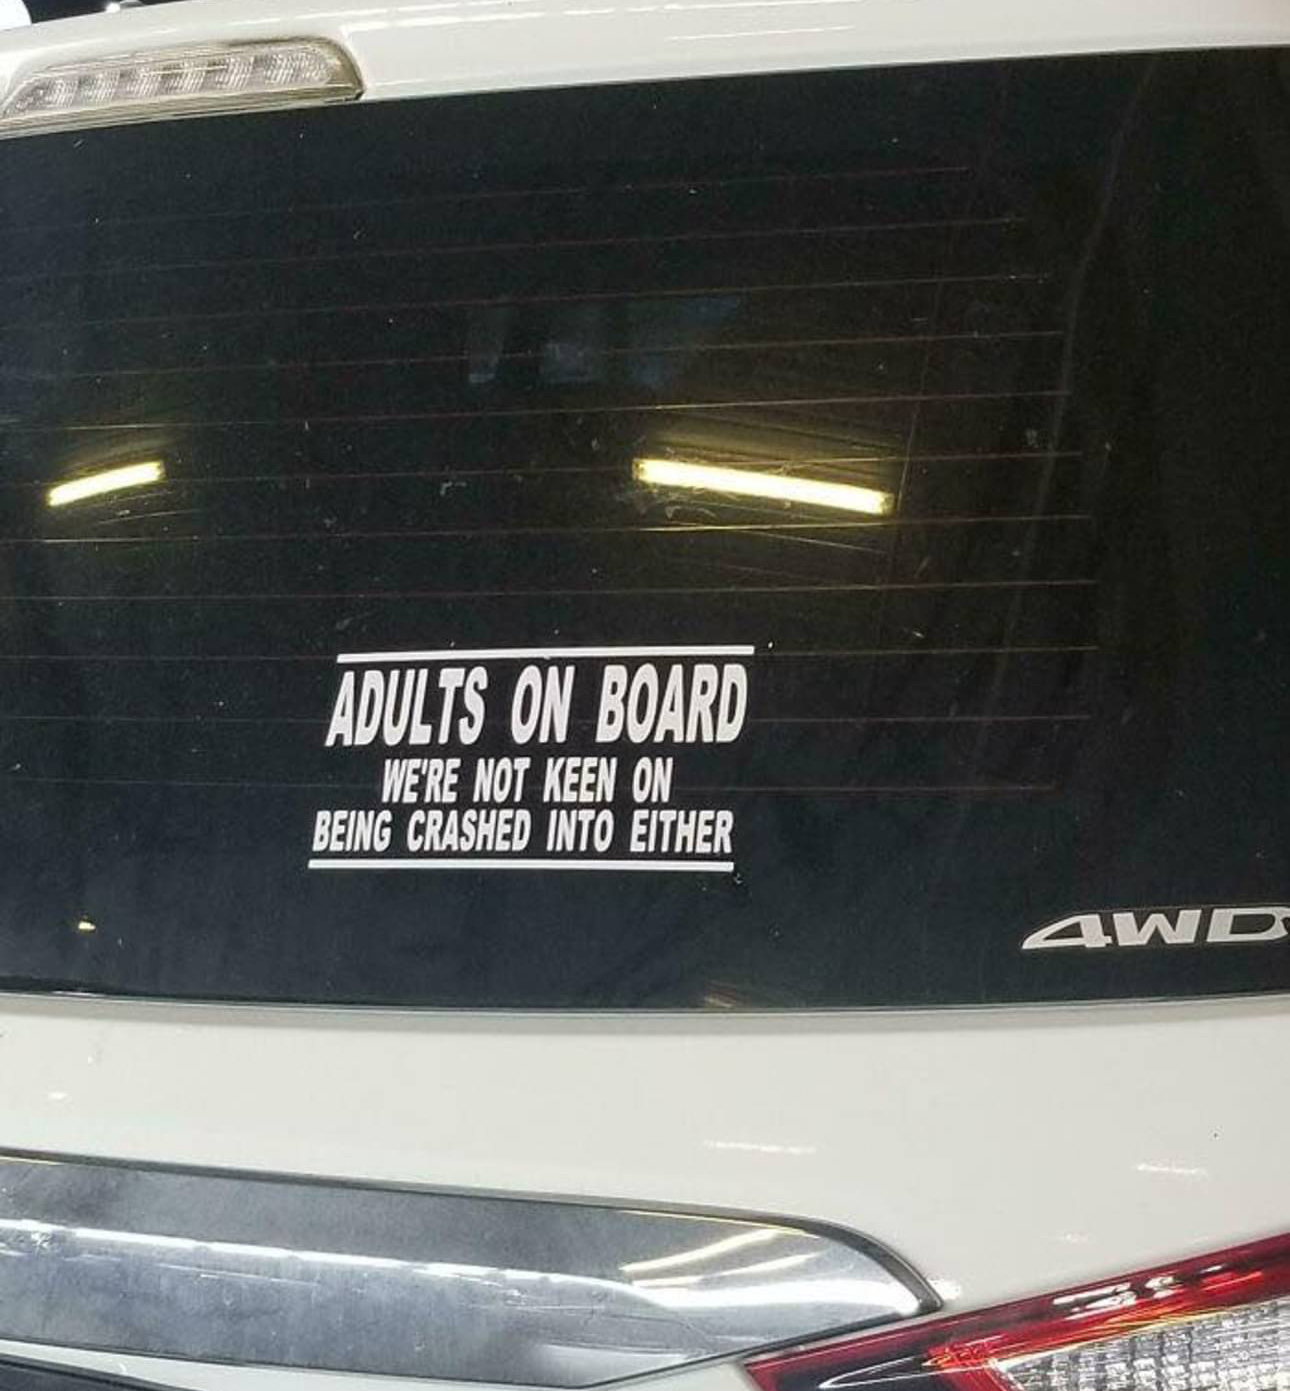 ADULTS ON BOARD
WE'RE NOT KEEN ON
BEING CRASHED INTO EITHER
4WD